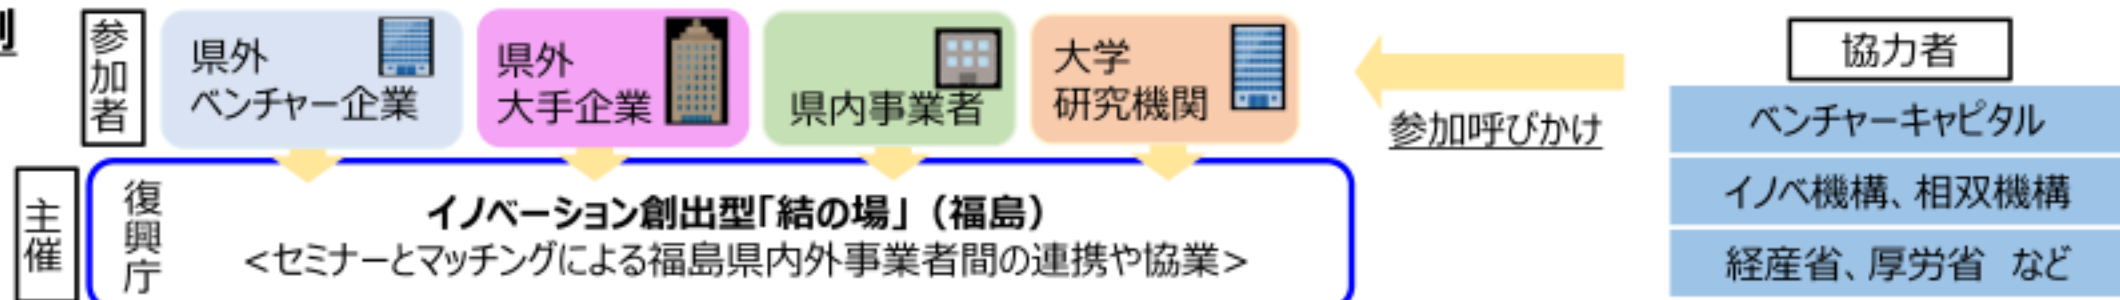 参加者
県外
ベンチャー企業
県外
大手企業
県内事業者
大学
研究機関
参加呼びかけ
協力者
ベンチャーキャピタル
イノベ機構、相双機構
経産省、厚労省 など
主催
復興庁
イノベーション創出型「結の場」（福島）
<セミナーとマッチングによる福島県内外事業者間の連携や協業>